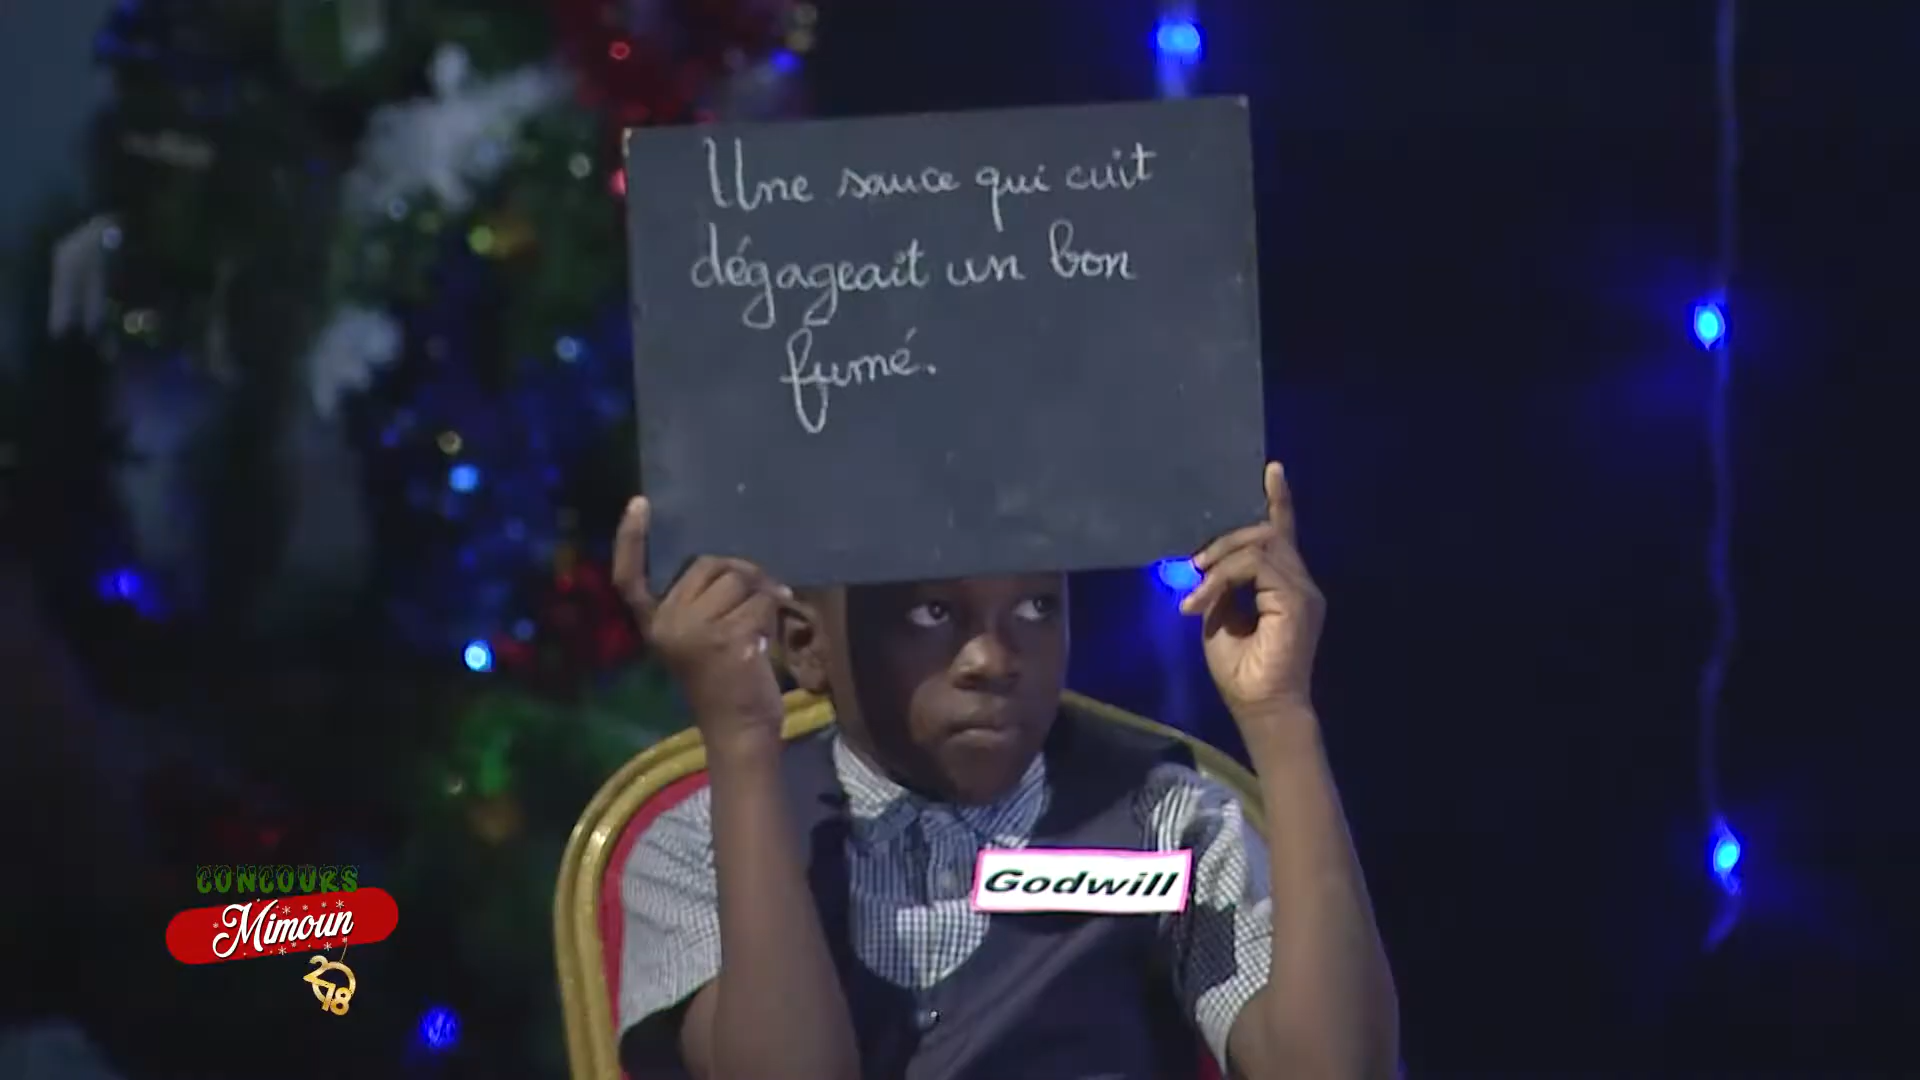 Une sauce qui cuit
dégageait un bon
fumé.
Godwill
CONCOURS
Mimoun
2018